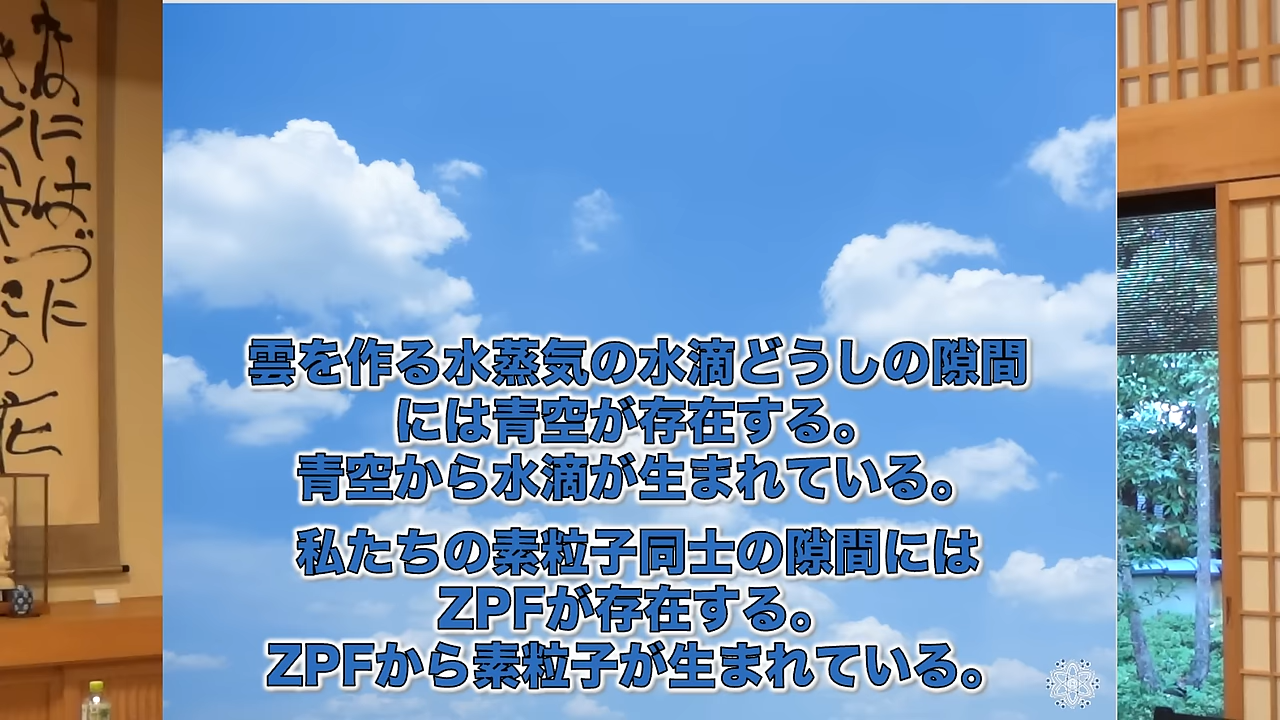 雲を作る水蒸気の水滴どうしの隙間
には青空が存在する。
青空から水滴が生まれている。
私たちの素粒子同士の隙間には
ZPFが存在する。
ZPFから素粒子が生まれている。